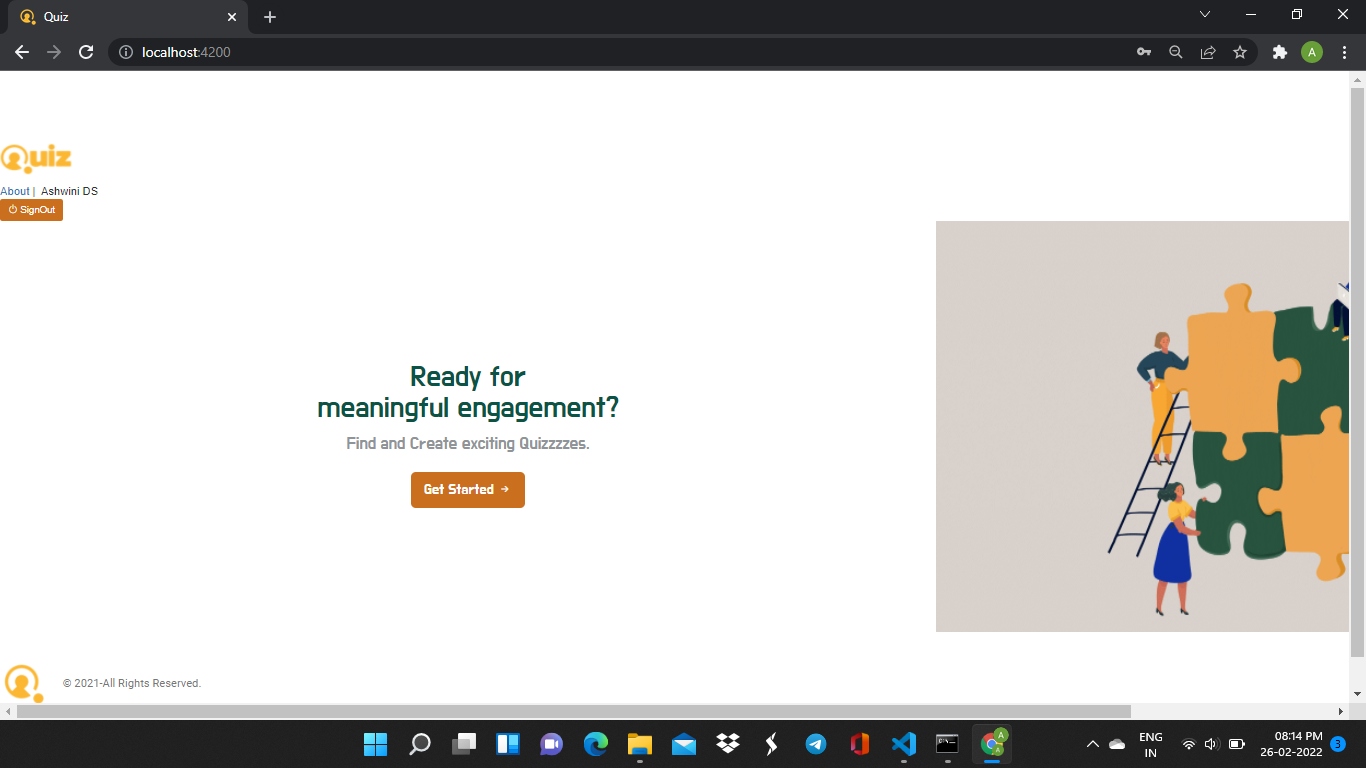 Quiz
localhost:4200
A
Quiz
About | Ashwini DS
SignOut
Ready for
meaningful engagement?
Find and Create exciting Quizzzzes.
Get Started →
© 2021-All Rights Reserved.
A
ENG
IN
08:14 PM
26-02-2022
3